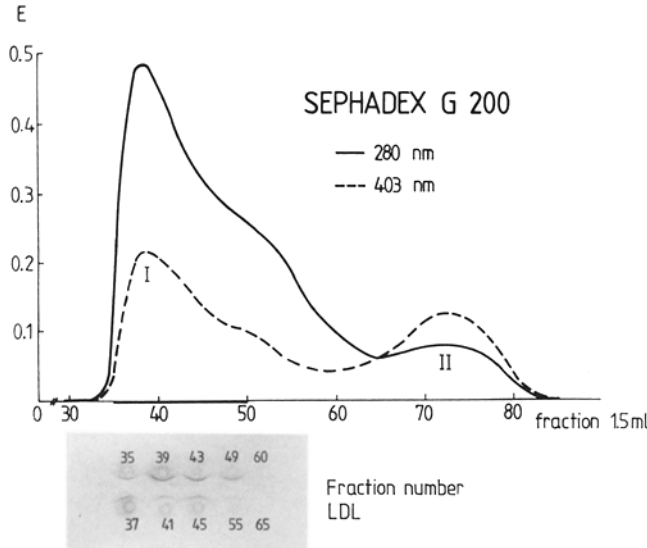 E
0.5
SEPHADEX G 200
0.4
280 nm
403 nm
0.3
0.2
I
0.1
II
0 30 40 50 60 70 80 fraction 1.5 ml
35 39 43 49 60
37 41 45 55 65
Fraction number
LDL